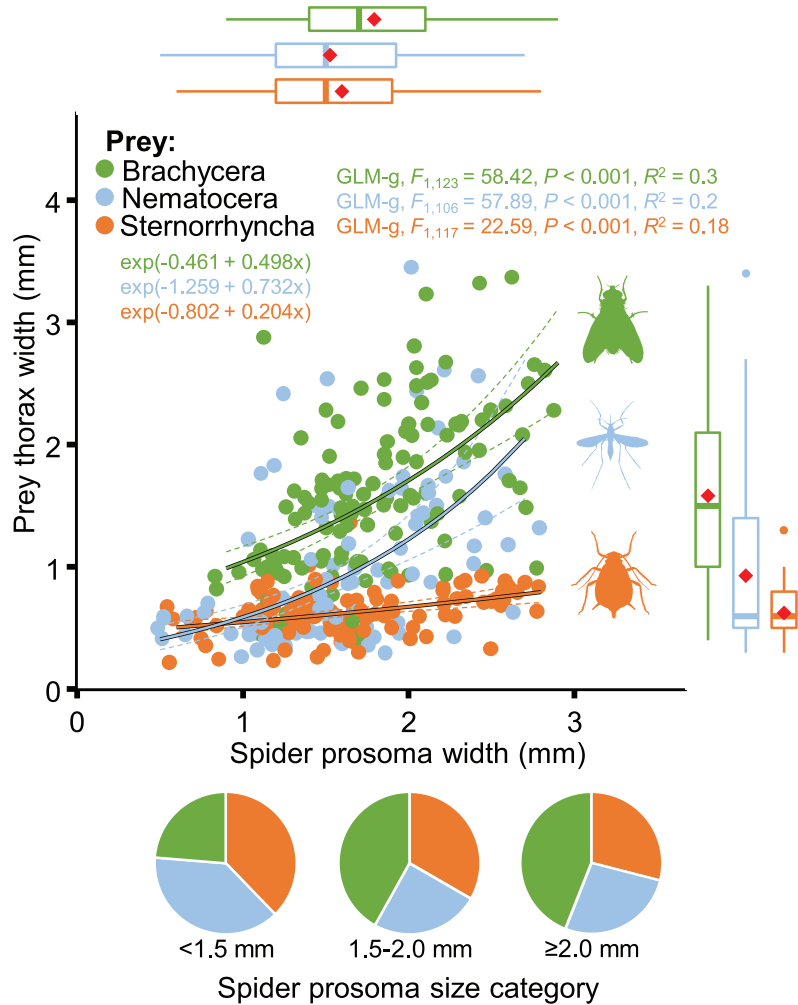 Prey:
Brachycera
Nematocera
Sternorrhyncha
GLM-g, F1,123 = 58.42, P < 0.001, R² = 0.3
GLM-g, F1,106 = 57.89, P < 0.001, R² = 0.2
GLM-g, F1,117 = 22.59, P < 0.001, R² = 0.18
exp(-0.461 + 0.498x)
exp(-1.259 + 0.732x)
exp(-0.802 + 0.204x)
Prey thorax width (mm)
4
3
2
1
0
0 1 2 3
Spider prosoma width (mm)
<1.5 mm 1.5-2.0 mm ≥2.0 mm
Spider prosoma size category